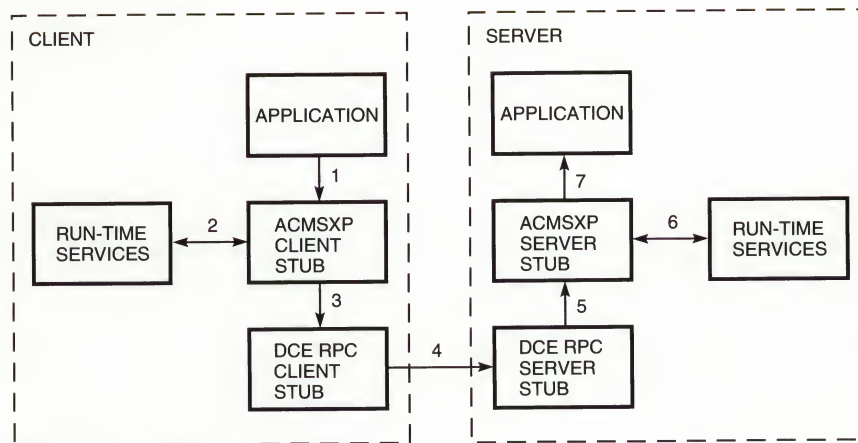 CLIENT
APPLICATION
1
RUN-TIME
SERVICES
2
ACMSXP
CLIENT
STUB
3
DCE RPC
CLIENT
STUB
4
SERVER
APPLICATION
7
ACMSXP
SERVER
STUB
6
RUN-TIME
SERVICES
5
DCE RPC
SERVER
STUB